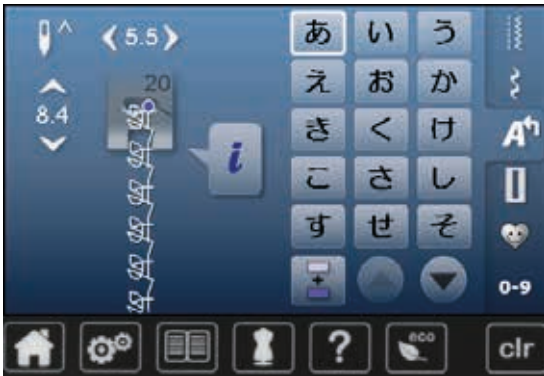 5.5
8.4
20
i
あ い う
え お か
き く け
こ さ し
す せ そ
A
0-9
?
eco
clr